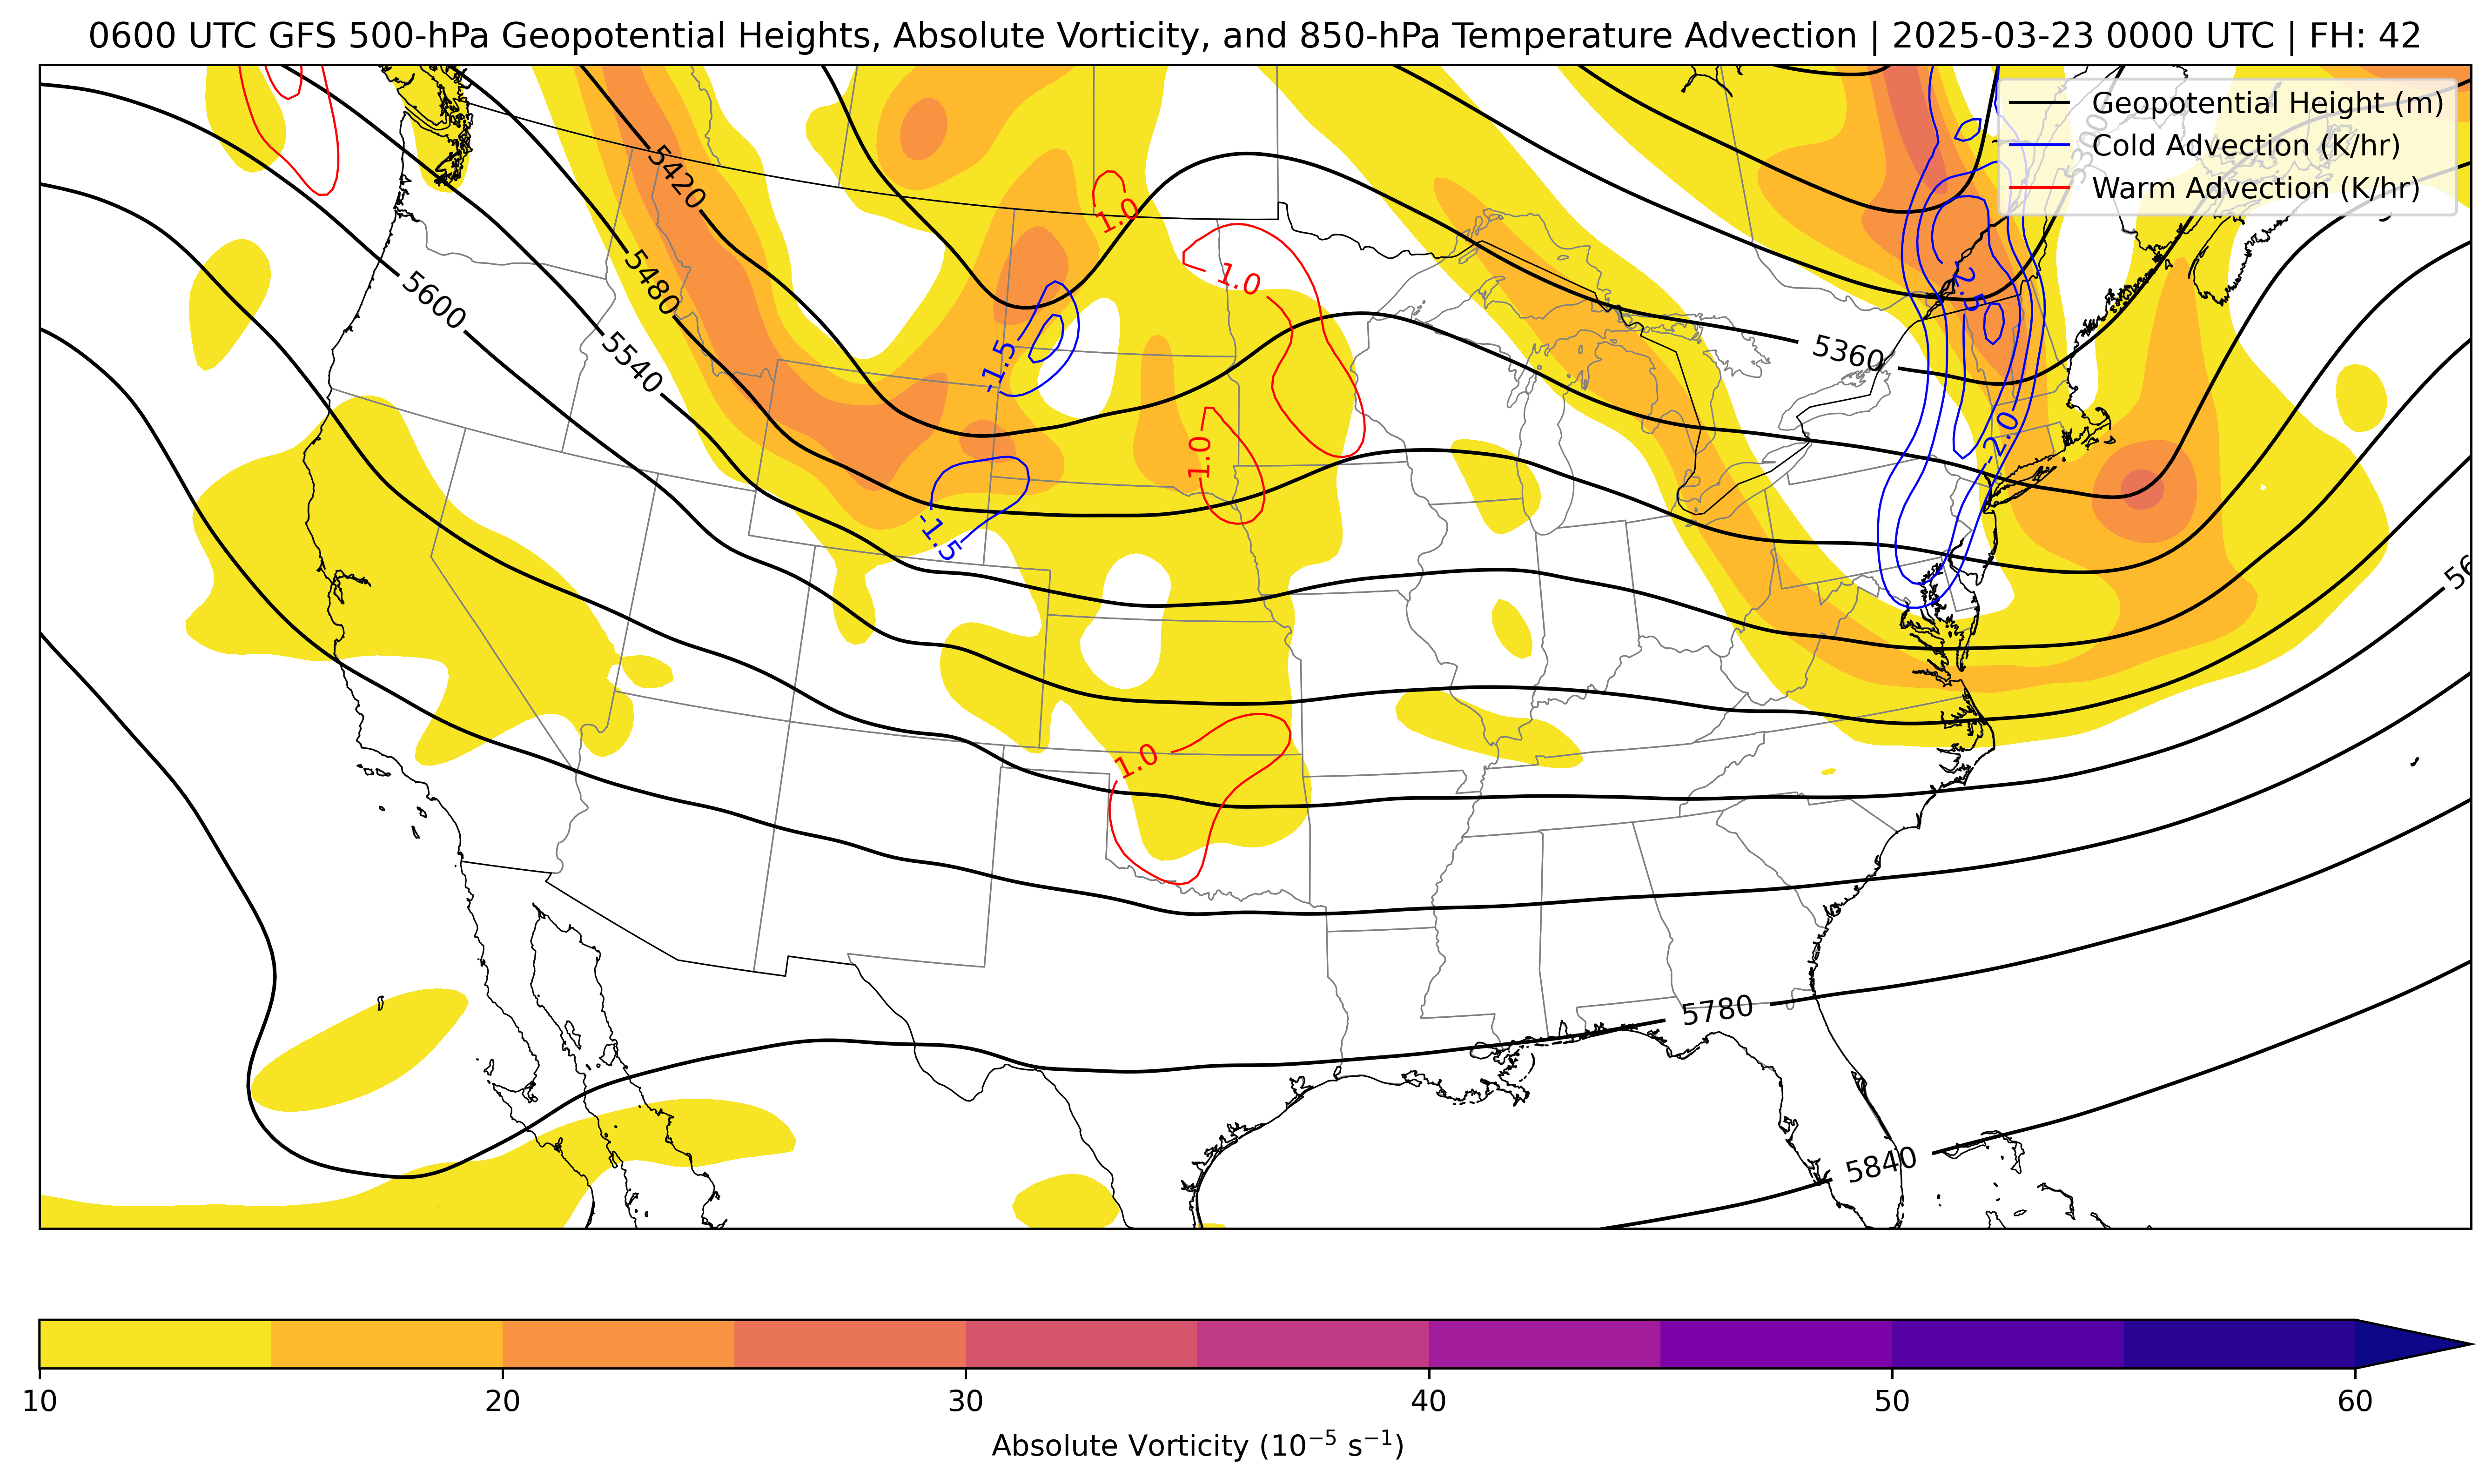 0600 UTC GFS 500-hPa Geopotential Heights, Absolute Vorticity, and 850-hPa Temperature Advection | 2025-03-23 0000 UTC | FH: 42
Geopotential Height (m)
Cold Advection (K/hr)
Warm Advection (K/hr)
5300
5420
1.0
5480
5600
1.0
-2.5
5540
-1.5
5360
1.0
-2.0
-1.5
1.0
5780
5840
10 20 30 40 50 60
Absolute Vorticity (10⁻⁵ s⁻¹)